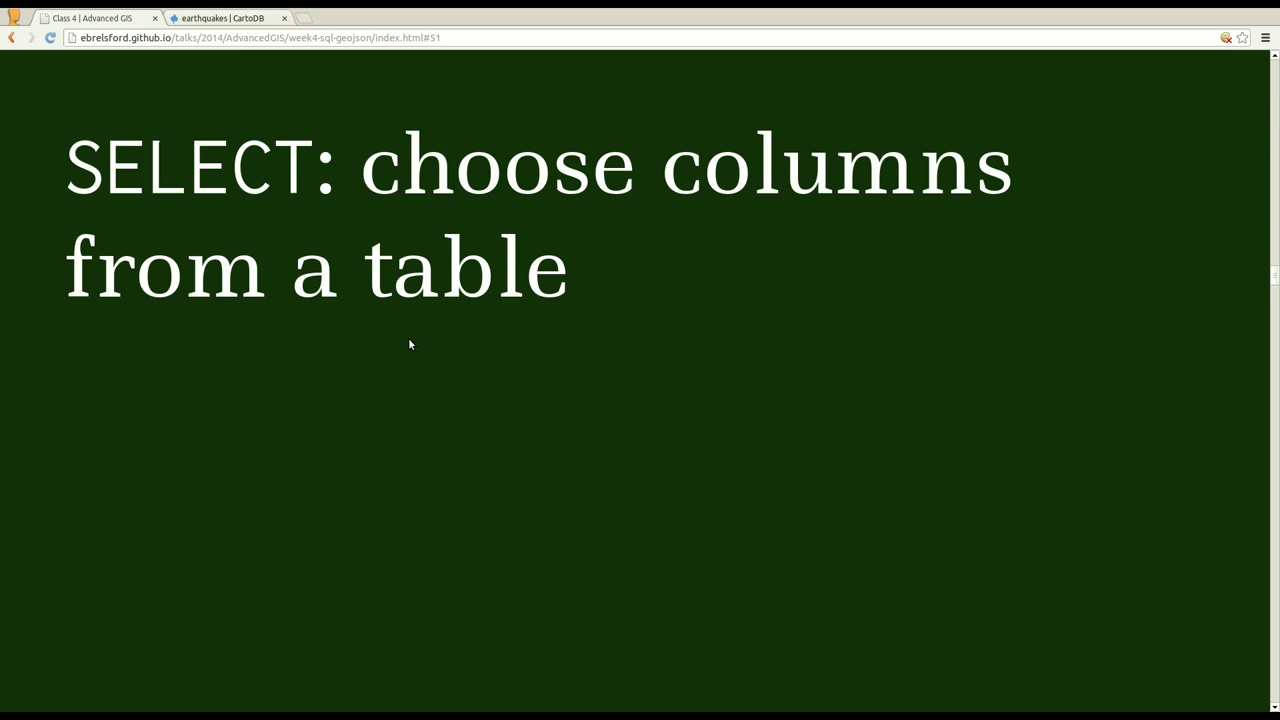 Class 4 | Advanced GIS
earthquakes | CartoDB
ebrelsford.github.io/talks/2014/AdvancedGIS/week4-sql-geojson/index.html#51
SELECT: choose columns
from a table